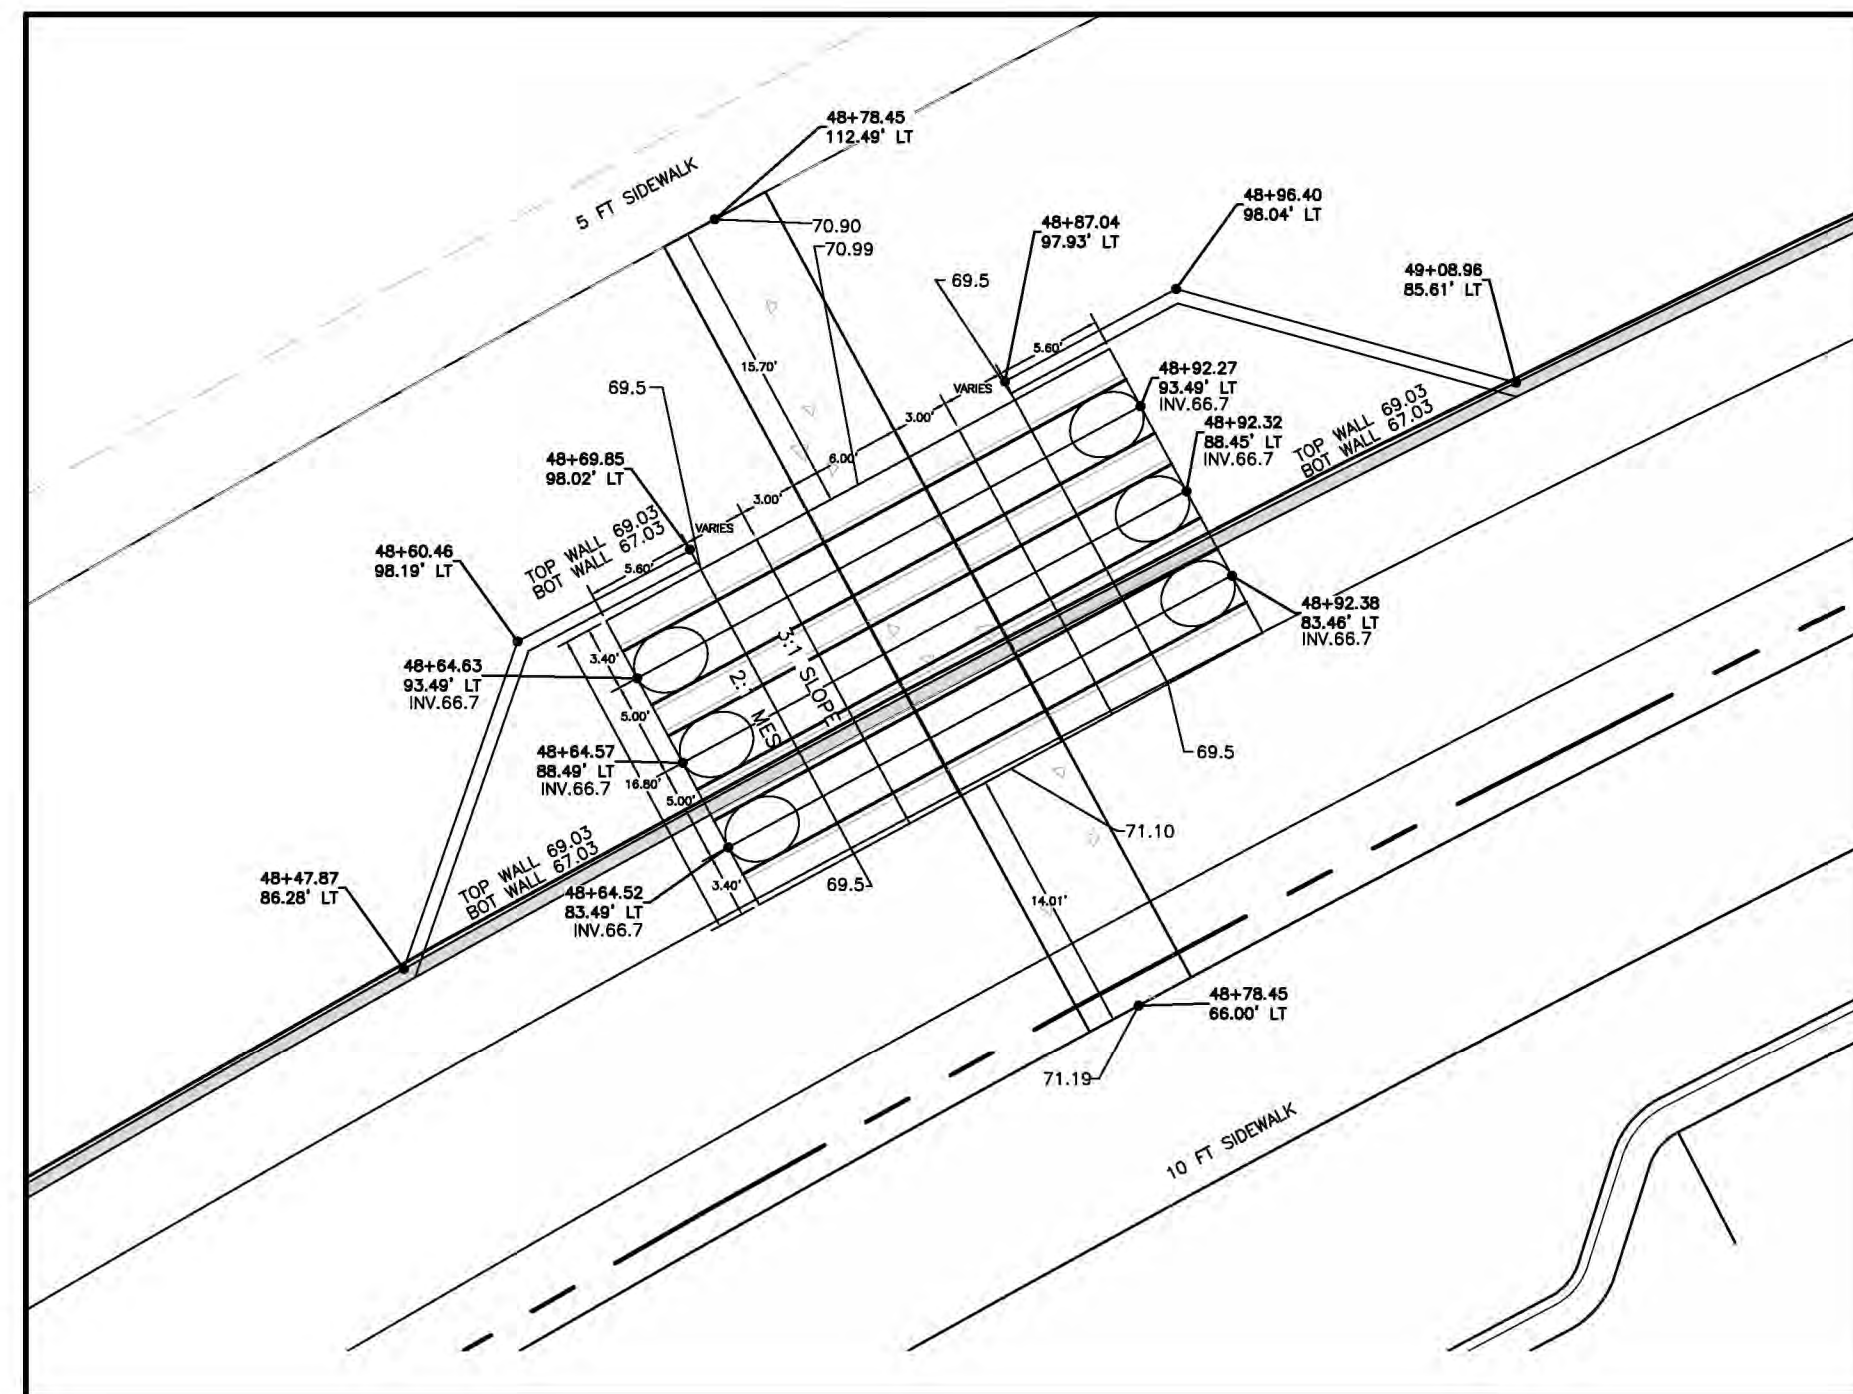 48+78.45
112.49' LT
5 FT SIDEWALK
70.90
70.99
48+96.40
98.04' LT
48+87.04
97.93' LT
69.5
49+08.96
85.61' LT
5.60'
15.70'
VARIES
48+92.27
93.49' LT
INV.66.7
69.5
3.00'
48+92.32
88.45' LT
INV.66.7
TOP WALL 69.03
BOT WALL 67.03
6.00'
48+69.85
98.02' LT
3.00'
VARIES
TOP WALL 69.03
BOT WALL 67.03
48+60.46
98.19' LT
5.60'
48+92.38
83.46' LT
INV.66.7
3:1 SLOPE
3.40'
48+64.63
93.49' LT
INV.66.7
2:
MES
5.00'
48+64.57
88.49' LT
INV.66.7
69.5
16.80'
5.00'
71.10
TOP WALL 69.03
BOT WALL 67.03
48+47.87
86.28' LT
3.40'
69.5
48+64.52
83.49' LT
INV.66.7
14.01'
48+78.45
66.00' LT
71.19
10 FT SIDEWALK